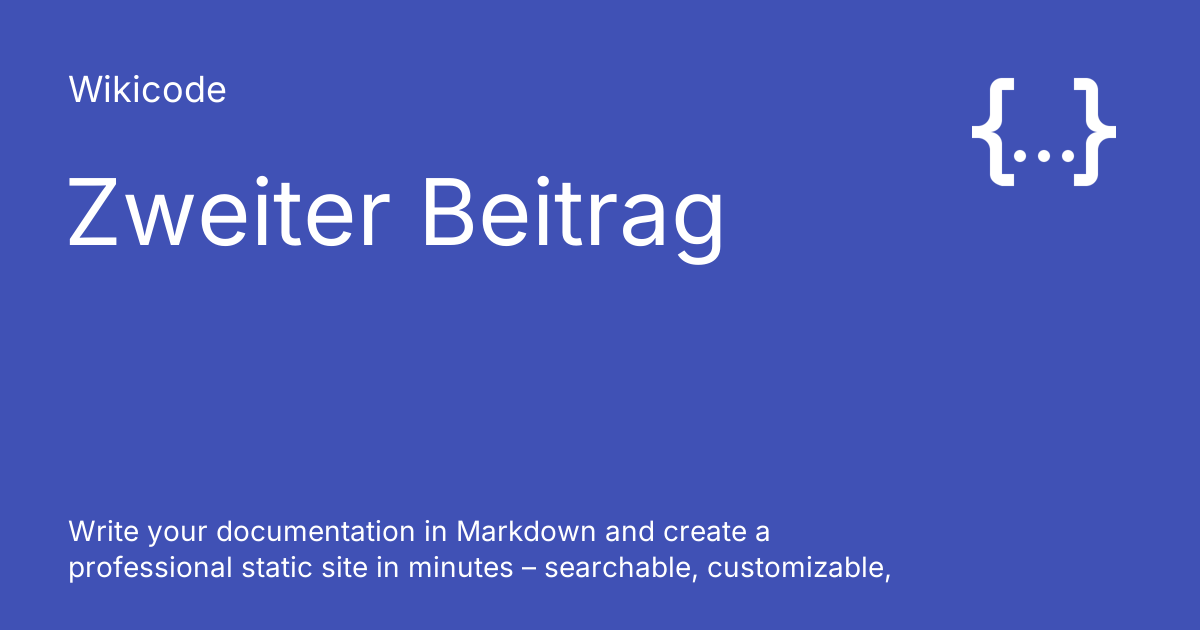 Wikicode
{...}
Zweiter Beitrag
Write your documentation in Markdown and create a
professional static site in minutes – searchable, customizable,